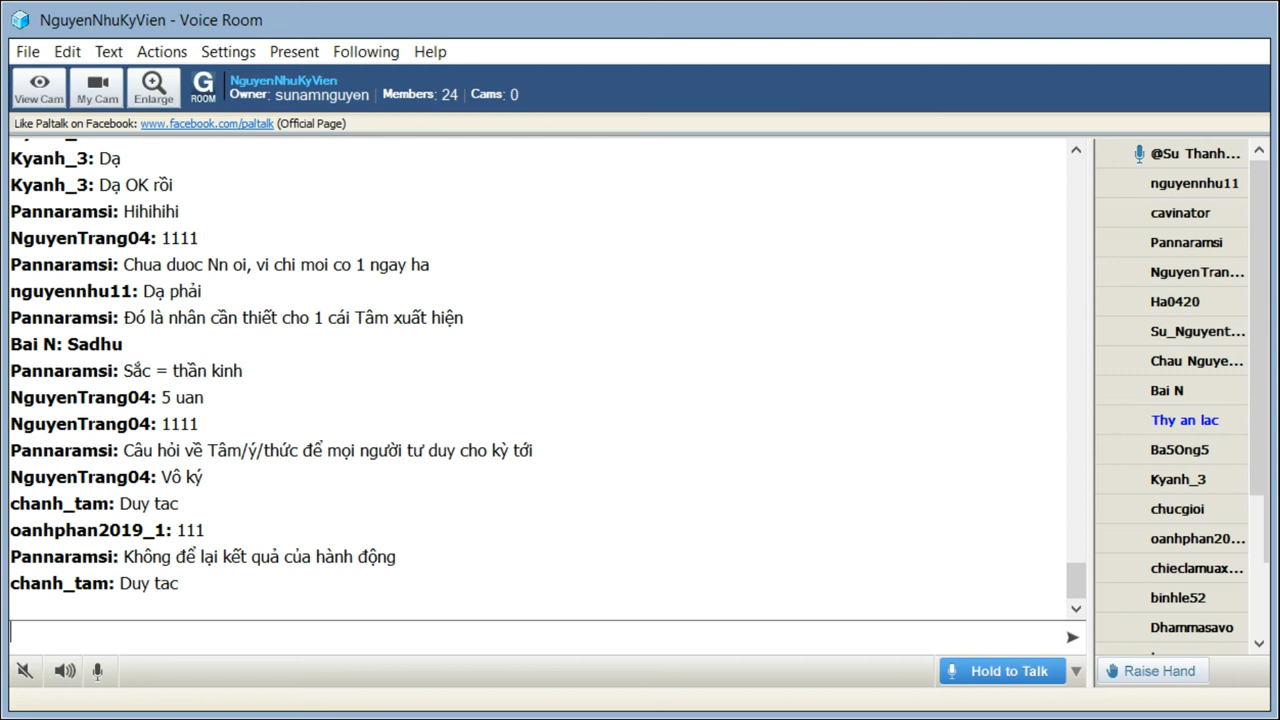 NguyenNhuKyVien - Voice Room
File Edit Text Actions Settings Present Following Help
View Cam
My Cam
Enlarge
G ROOM
NguyenNhuKyVien
Owner: sunamnguyen | Members: 24 | Cams: 0
Like Paltalk on Facebook: www.facebook.com/paltalk (Official Page)
Kyanh_3: Dạ
Kyanh_3: Dạ OK rồi
Pannaramsi: Hihihihi
NguyenTrang04: 1111
Pannaramsi: Chua duoc Nn oi, vi chi moi co 1 ngay ha
nguyennhu11: Dạ phải
Pannaramsi: Đó là nhân cần thiết cho 1 cái Tâm xuất hiện
Bai N: Sadhu
Pannaramsi: Sắc = thần kinh
NguyenTrang04: 5 uan
NguyenTrang04: 1111
Pannaramsi: Câu hỏi về Tâm/ý/thức để mọi người tư duy cho kỳ tới
NguyenTrang04: Vô ký
chanh_tam: Duy tac
oanhphan2019_1: 111
Pannaramsi: Không để lại kết quả của hành động
chanh_tam: Duy tac
@Su Thanh...
nguyennhu11
cavinator
Pannaramsi
NguyenTran...
Ha0420
Su_Nguyent...
Chau Nguye...
Bai N
Thy an lac
Ba5Ong5
Kyanh_3
chucgioi
oanhphan20...
chieclamuax...
binhle52
Dhammasavo
Hold to Talk
Raise Hand